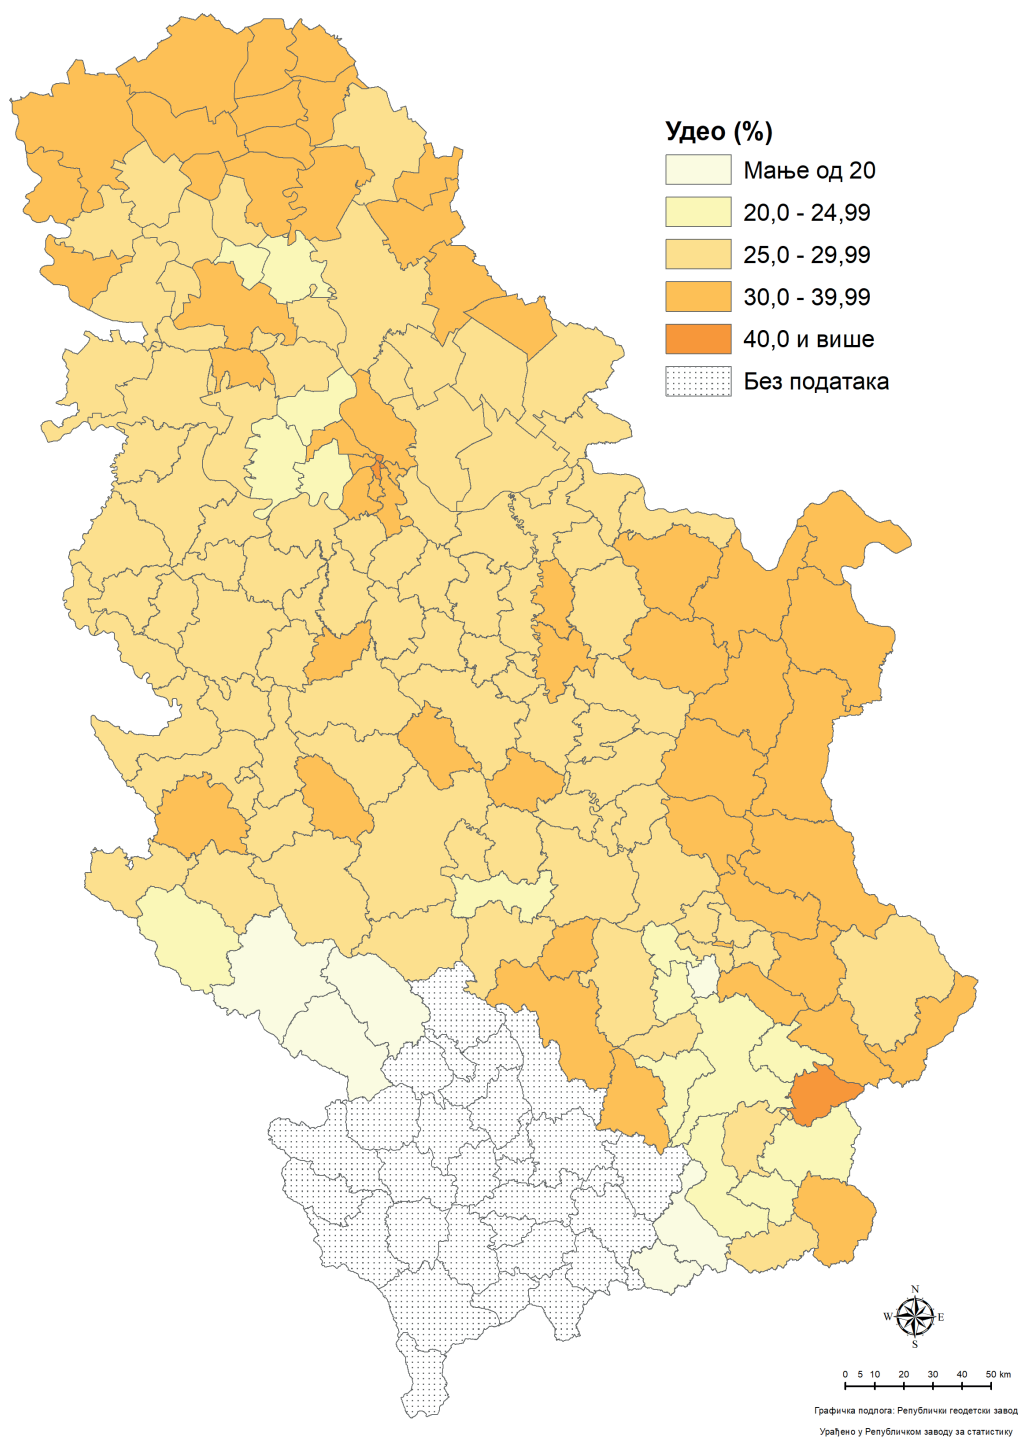 Удео (%)
Мање од 20
20,0 - 24,99
25,0 - 29,99
30,0 - 39,99
40,0 и више
Без података
N
W E
S
0 5 10 20 30 40 50 km
Графичка подлога: Републички геодетски завод
Урађено у Републичком заводу за статистику